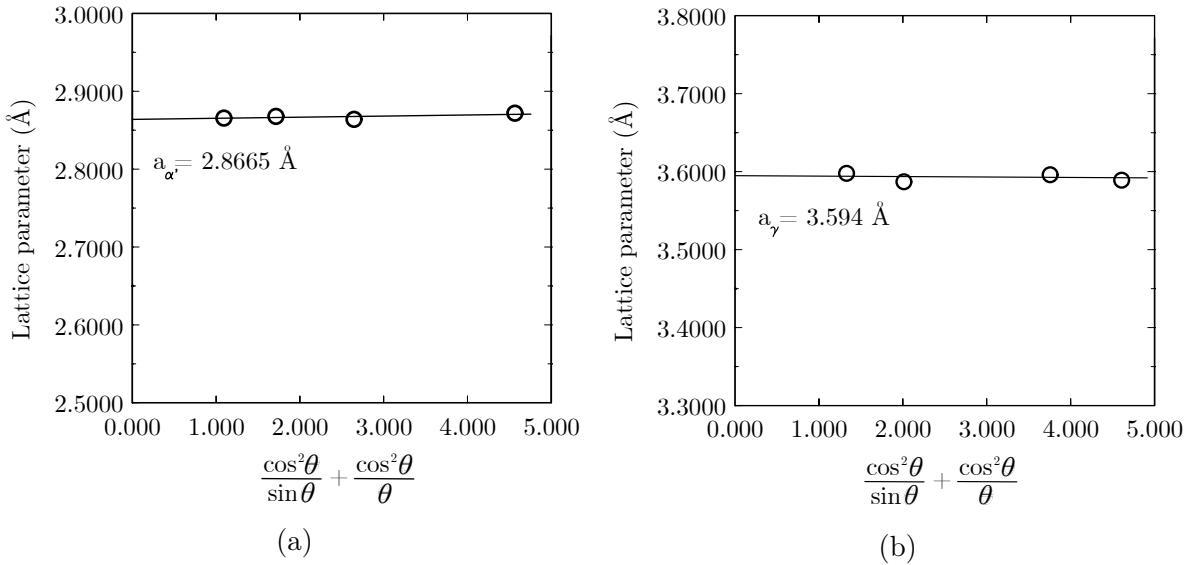 3.0000
2.9000
2.8000
2.7000
2.6000
2.5000
Lattice parameter (Å)
a_α' = 2.8665 Å
0.000 1.000 2.000 3.000 4.000 5.000
cos²θ/sinθ + cos²θ/θ
(a)
3.8000
3.7000
3.6000
3.5000
3.4000
3.3000
Lattice parameter (Å)
a_γ = 3.594 Å
0.000 1.000 2.000 3.000 4.000 5.000
cos²θ/sinθ + cos²θ/θ
(b)